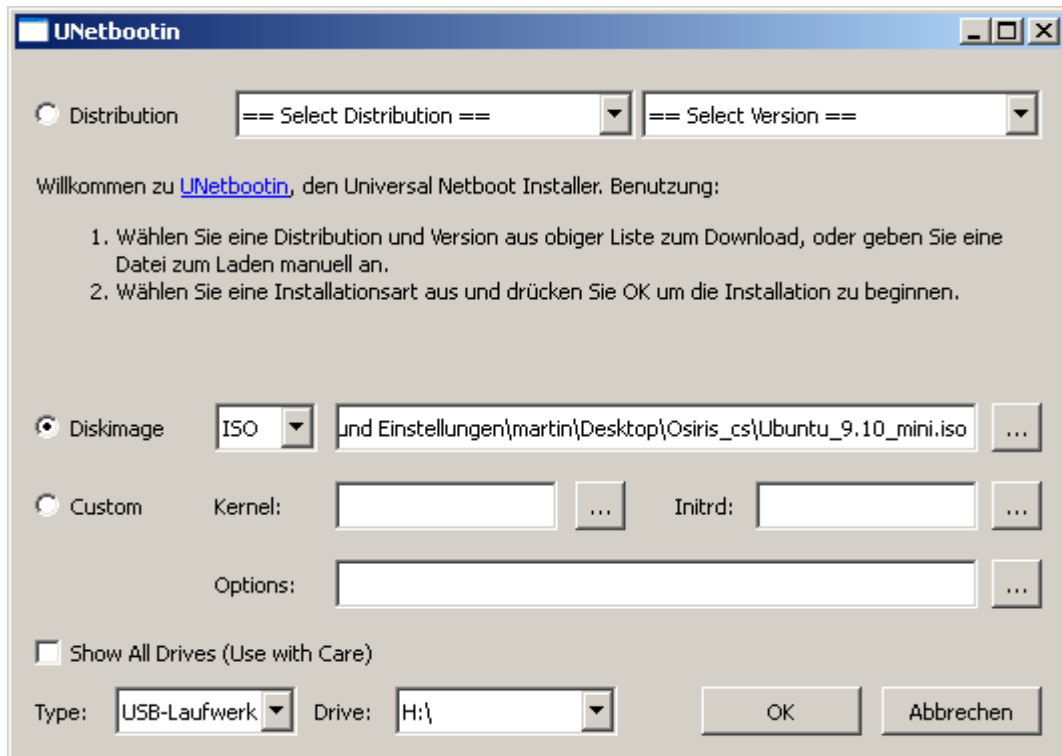 UNetbootin
Distribution == Select Distribution == == Select Version ==
Willkommen zu UNetbootin, den Universal Netboot Installer. Benutzung:
1. Wählen Sie eine Distribution und Version aus obiger Liste zum Download, oder geben Sie eine
Datei zum Laden manuell an.
2. Wählen Sie eine Installationsart aus und drücken Sie OK um die Installation zu beginnen.
Diskimage ISO und Einstellungen\martin\Desktop\Osiris_cs\Ubuntu_9.10_mini.iso ...
Custom Kernel: ... Initrd: ...
Options: ...
Show All Drives (Use with Care)
Type: USB-Laufwerk Drive: H:\ OK Abbrechen